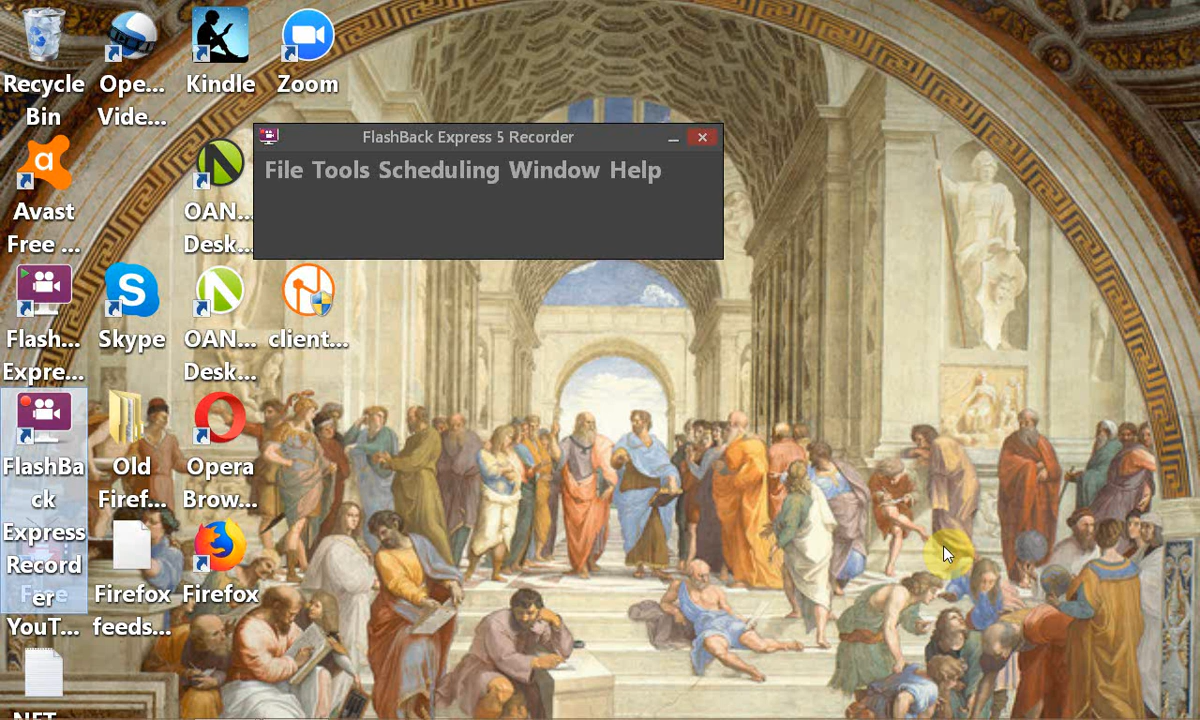 Recycle
Bin
Ope...
Vide...
Kindle
Zoom
FlashBack Express 5 Recorder
File Tools Scheduling Window Help
Avast
Free ...
OAN...
Desk...
Flash...
Expre...
Skype
OAN...
Desk...
client...
FlashBa
ck
Express
Record
er
YouT...
Old
Firef...
Opera
Brow...
Firefox
feeds...
Firefox